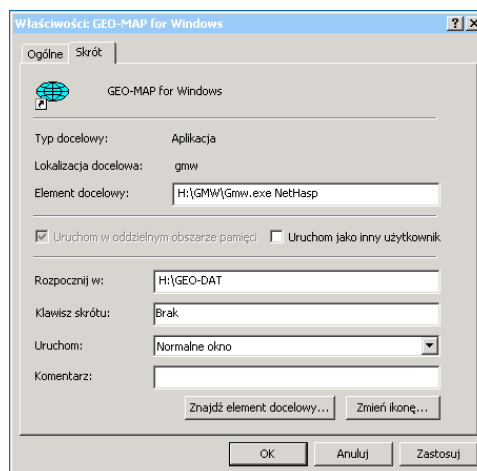 Właściwości: GEO-MAP for Windows
Ogólne Skrót
GEO-MAP for Windows
Typ docelowy: Aplikacja
Lokalizacja docelowa: gmw
Element docelowy: H:\GMW\Gmw.exe NetHasp
Uruchom w oddzielnym obszarze pamięci Uruchom jako inny użytkownik
Rozpocznij w: H:\GEO-DAT
Klawisz skrótu: Brak
Uruchom: Normalne okno
Komentarz:
Znajdź element docelowy... Zmień ikonę...
OK Anuluj Zastosuj